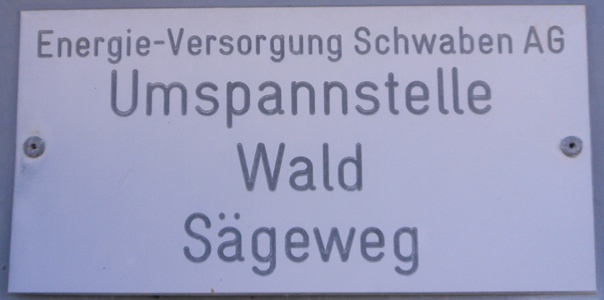 Energie-Versorgung Schwaben AG
Umspannstelle
Wald
Sägeweg